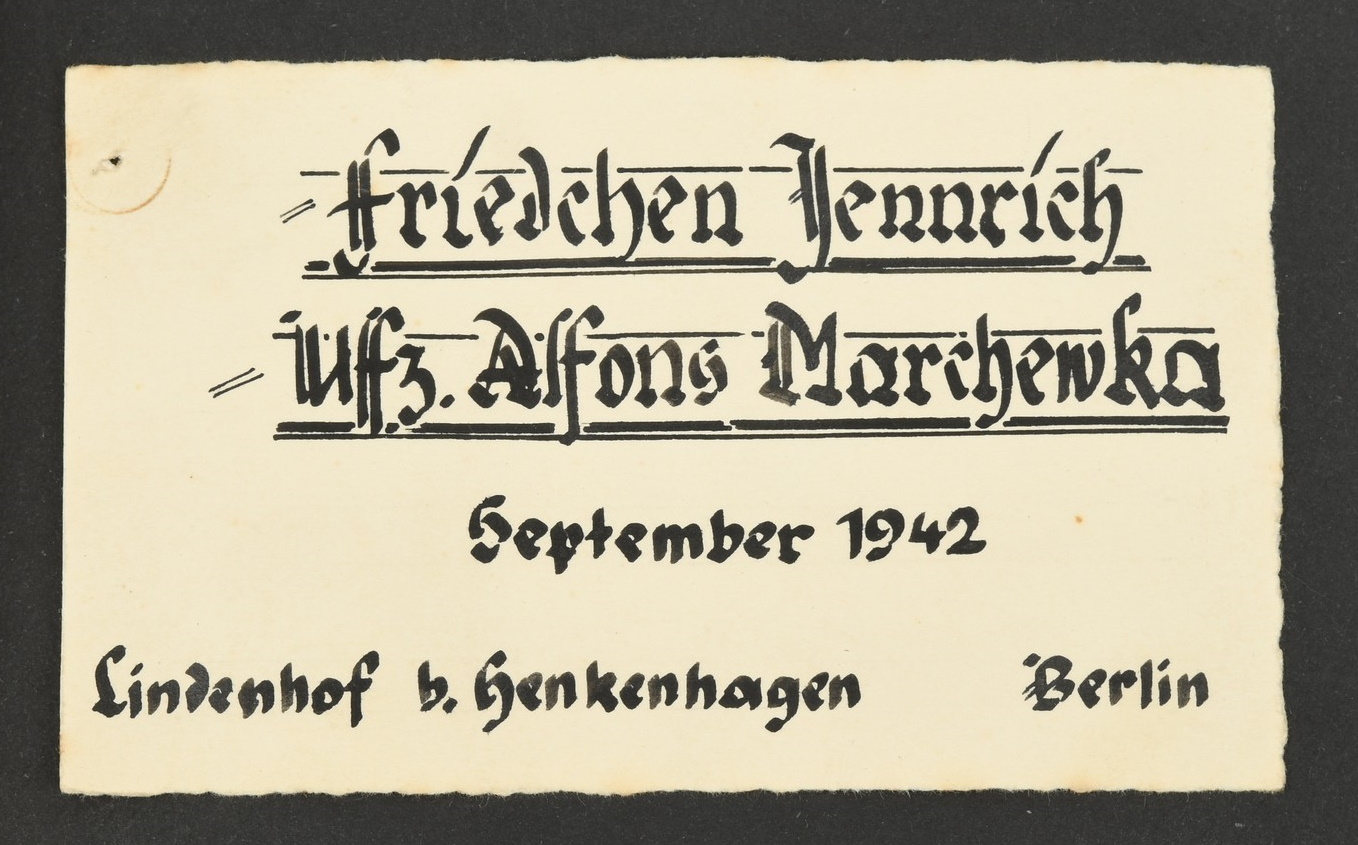 Friedchen Jennrich
Uffz. Alfons Marchewka
September 1942
Lindenhof b. Henkenhagen Berlin